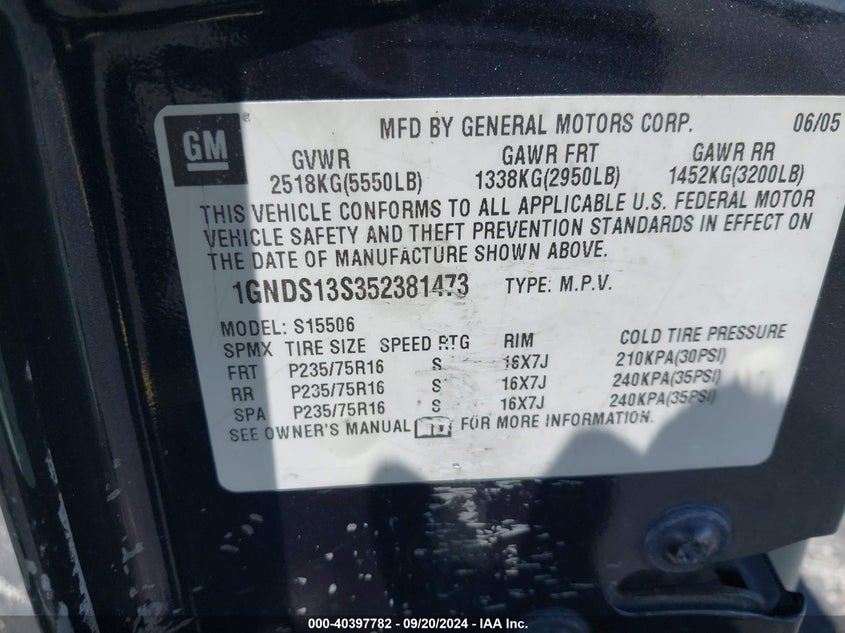 GM ® MFD BY GENERAL MOTORS CORP. 06/05
GVWR GAWR FRT GAWR RR
2518KG(5550LB) 1338KG(2950LB) 1452KG(3200LB)
THIS VEHICLE CONFORMS TO ALL APPLICABLE U.S. FEDERAL MOTOR
VEHICLE SAFETY AND THEFT PREVENTION STANDARDS IN EFFECT ON
THE DATE OF MANUFACTURE SHOWN ABOVE.
1GNDS13S352381473 TYPE: M.P.V.
MODEL: S15506
SPMX TIRE SIZE SPEED RTG RIM COLD TIRE PRESSURE
FRT P235/75R16 S 16X7J 210KPA(30PSI)
RR P235/75R16 S 16X7J 240KPA(35PSI)
SPA P235/75R16 S 16X7J 240KPA(35PSI)
SEE OWNER'S MANUAL FOR MORE INFORMATION.
000-40397782 - 09/20/2024 - IAA Inc.